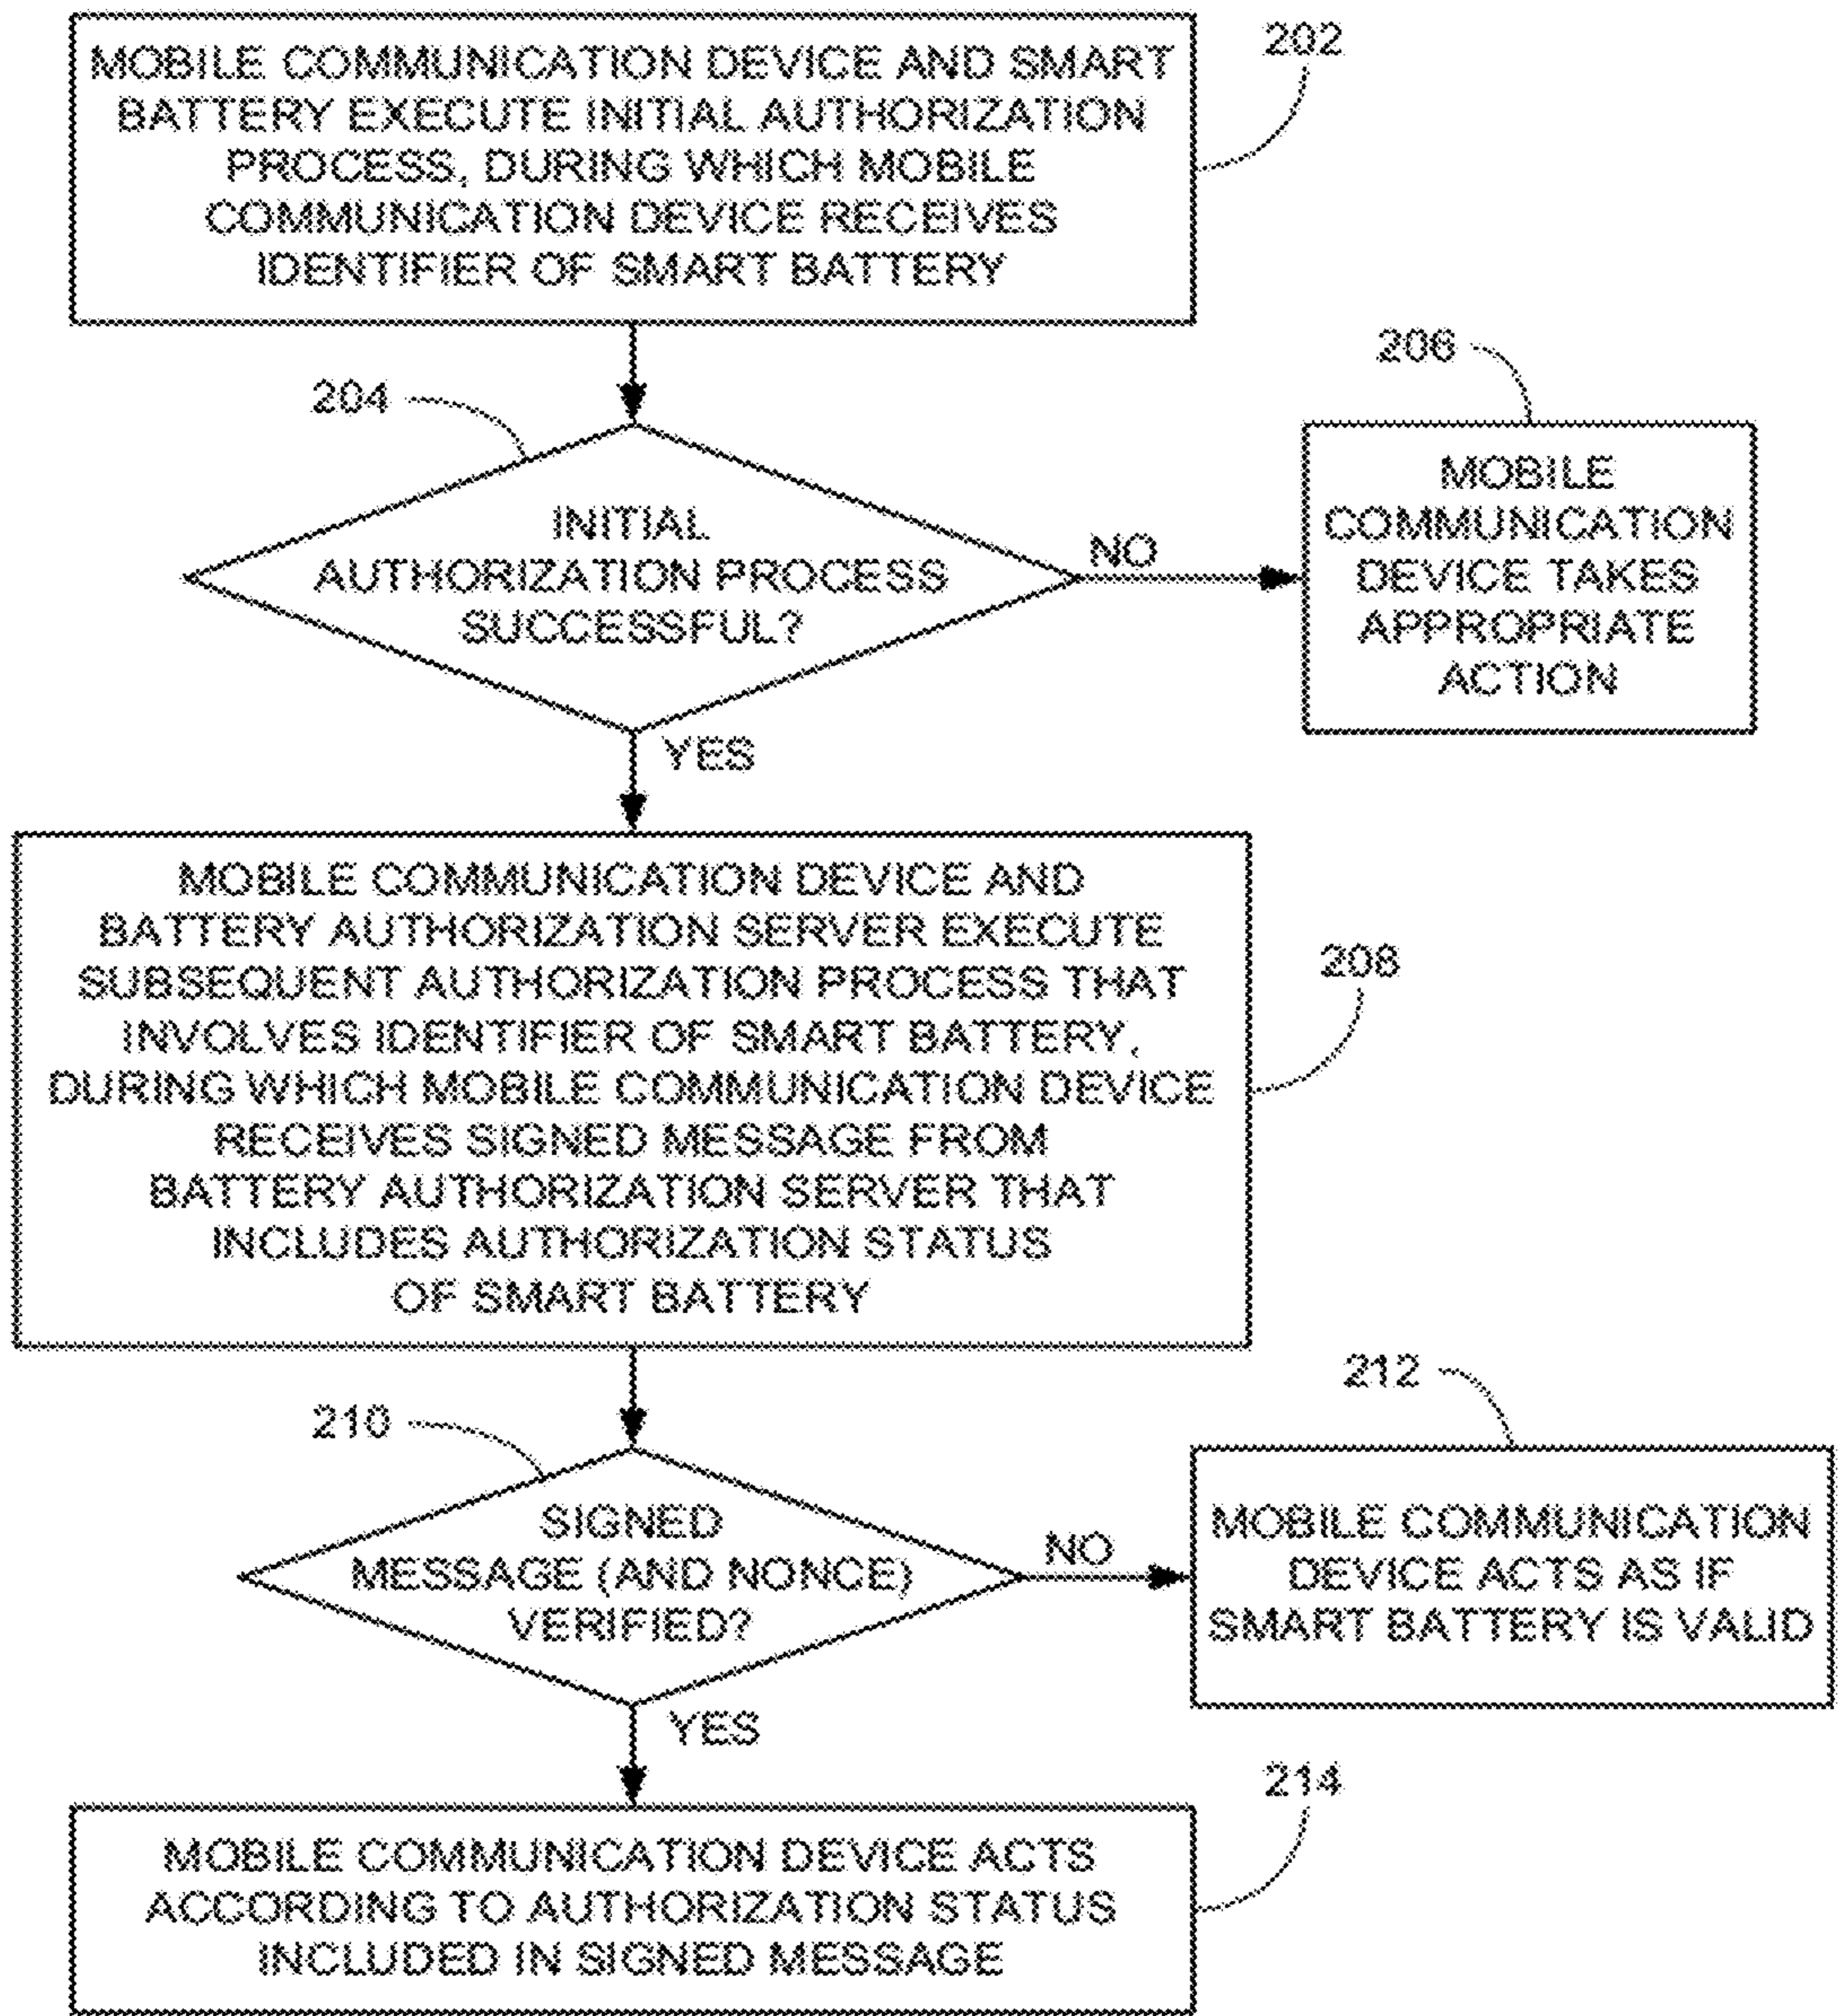 202
MOBILE COMMUNICATION DEVICE AND SMART
BATTERY EXECUTE INITIAL AUTHORIZATION
PROCESS, DURING WHICH MOBILE
COMMUNICATION DEVICE RECEIVES
IDENTIFIER OF SMART BATTERY
204
INITIAL
AUTHORIZATION PROCESS
SUCCESSFUL?
NO
206
MOBILE
COMMUNICATION
DEVICE TAKES
APPROPRIATE
ACTION
YES
MOBILE COMMUNICATION DEVICE AND
BATTERY AUTHORIZATION SERVER EXECUTE
SUBSEQUENT AUTHORIZATION PROCESS THAT
INVOLVES IDENTIFIER OF SMART BATTERY,
DURING WHICH MOBILE COMMUNICATION DEVICE
RECEIVES SIGNED MESSAGE FROM
BATTERY AUTHORIZATION SERVER THAT
INCLUDES AUTHORIZATION STATUS
OF SMART BATTERY
208
210
SIGNED
MESSAGE (AND NONCE)
VERIFIED?
NO
212
MOBILE COMMUNICATION
DEVICE ACTS AS IF
SMART BATTERY IS VALID
YES
214
MOBILE COMMUNICATION DEVICE ACTS
ACCORDING TO AUTHORIZATION STATUS
INCLUDED IN SIGNED MESSAGE